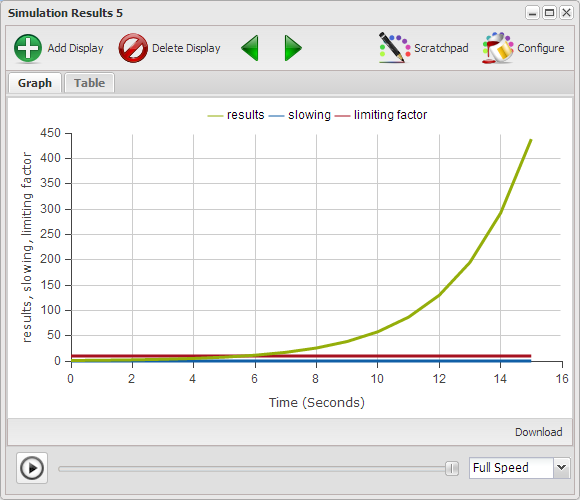 Simulation Results 5
Add Display Delete Display Scratchpad Configure
Graph Table
results slowing limiting factor
results, slowing, limiting factor
450
400
350
300
250
200
150
100
50
0
0 2 4 6 8 10 12 14 16
Time (Seconds)
Download
Full Speed